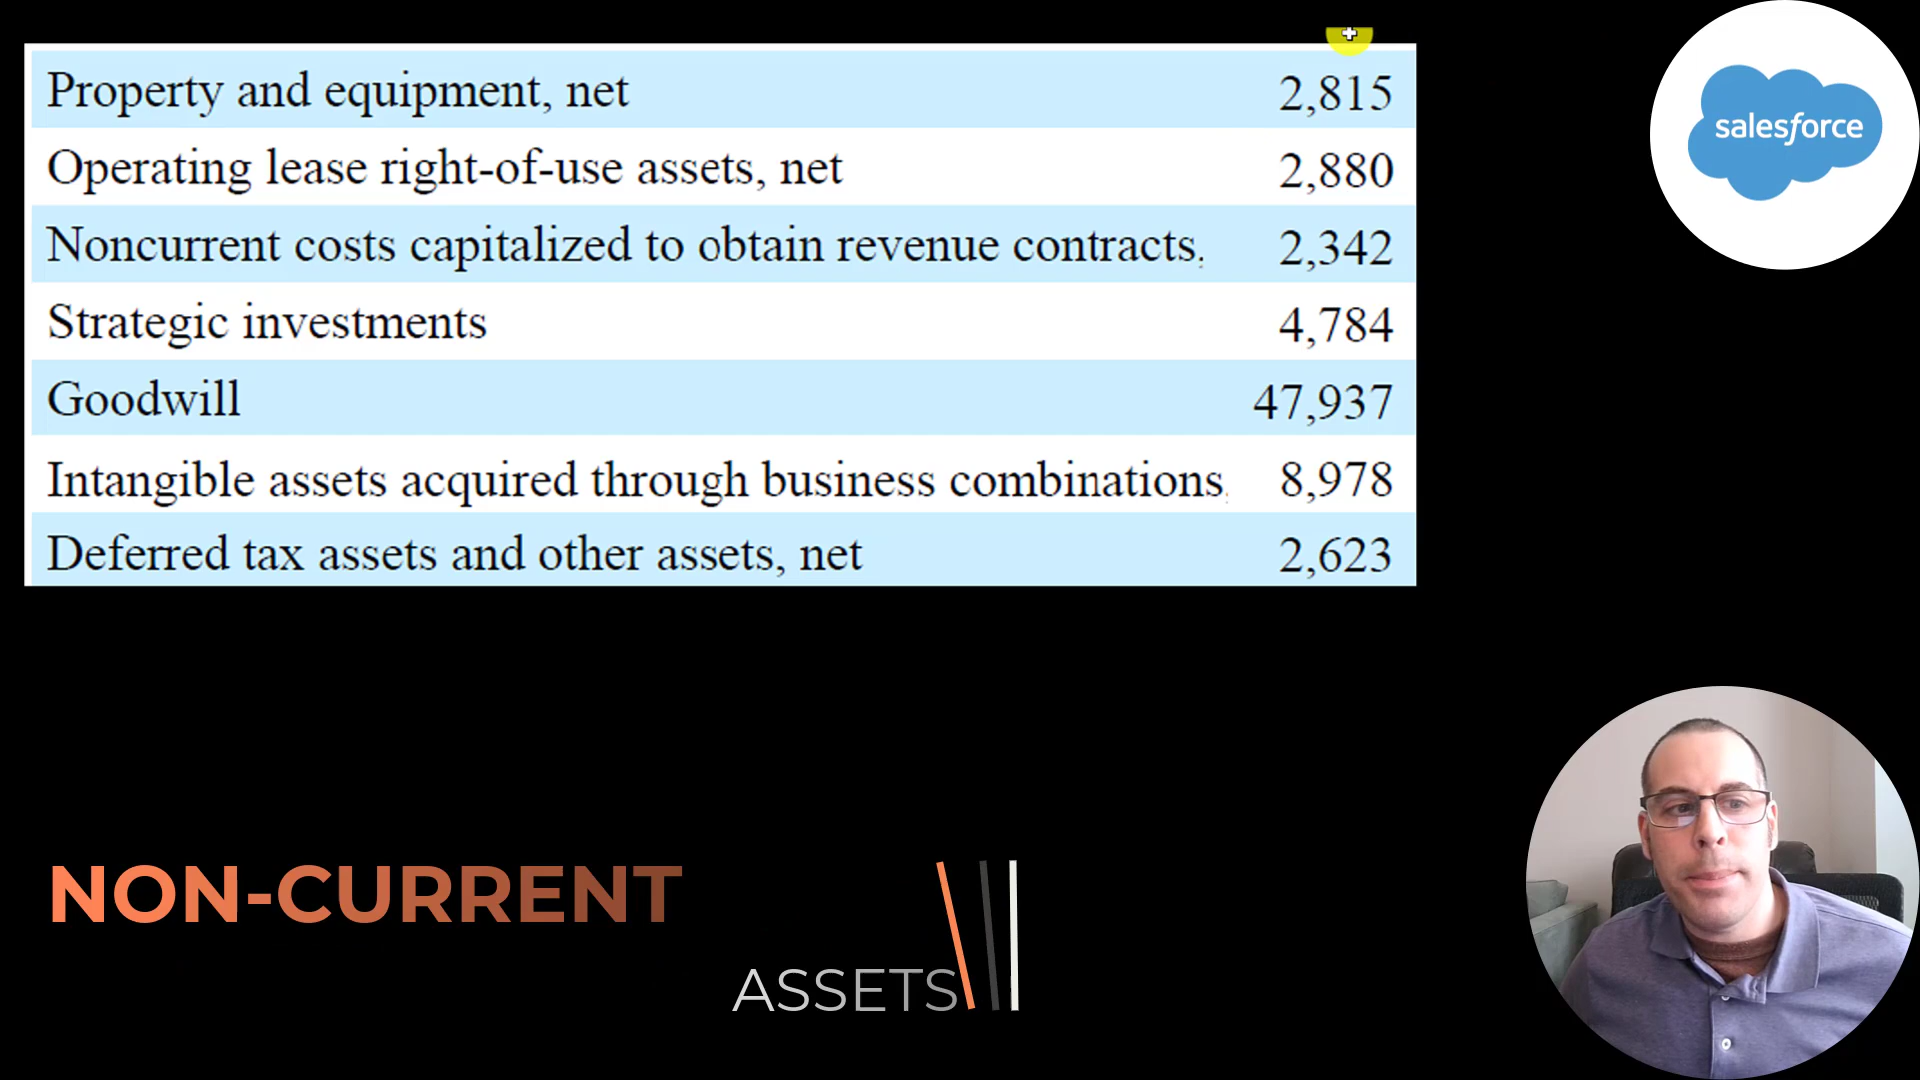 Property and equipment, net 2,815
Operating lease right-of-use assets, net 2,880
Noncurrent costs capitalized to obtain revenue contracts, 2,342
Strategic investments 4,784
Goodwill 47,937
Intangible assets acquired through business combinations, 8,978
Deferred tax assets and other assets, net 2,623
salesforce
NON-CURRENT
ASSETS